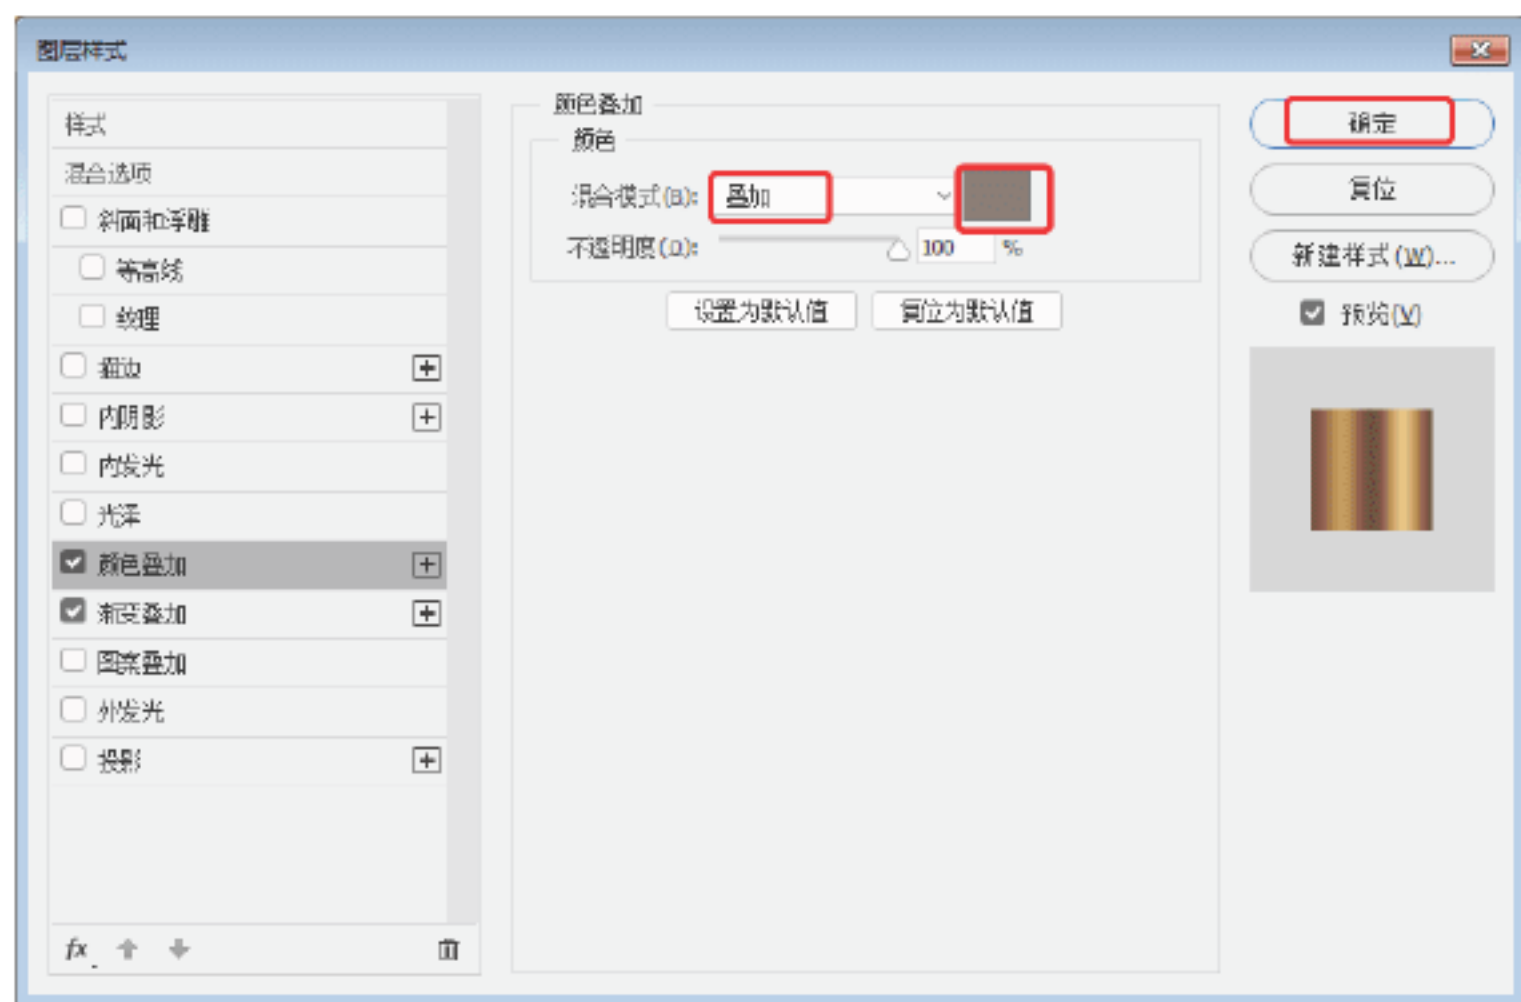 图层样式
样式
混合选项
斜面和浮雕
等高线
纹理
描边
内阴影
内发光
光泽
颜色叠加
渐变叠加
图案叠加
外发光
投影
fx
颜色叠加
颜色
混合模式(B): 叠加
不透明度(O): 100 %
设置为默认值 复位为默认值
确定
复位
新建样式(W)...
预览(V)